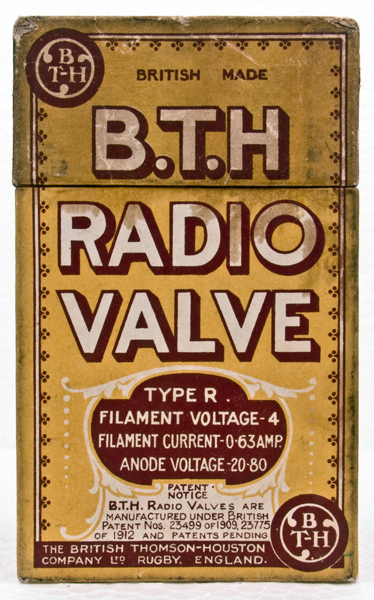 B
T-H
BRITISH MADE
B.T.H
RADIO
VALVE
TYPE R.
FILAMENT VOLTAGE-4
FILAMENT CURRENT-0·63AMP.
ANODE VOLTAGE-20-80
PATENT
NOTICE
B.T.H. RADIO VALVES ARE
MANUFACTURED UNDER BRITISH
PATENT NOS. 23499 OF 1909, 23775
OF 1912 AND PATENTS PENDING
THE BRITISH THOMSON-HOUSTON
COMPANY LTD RUGBY. ENGLAND.
B
T-H